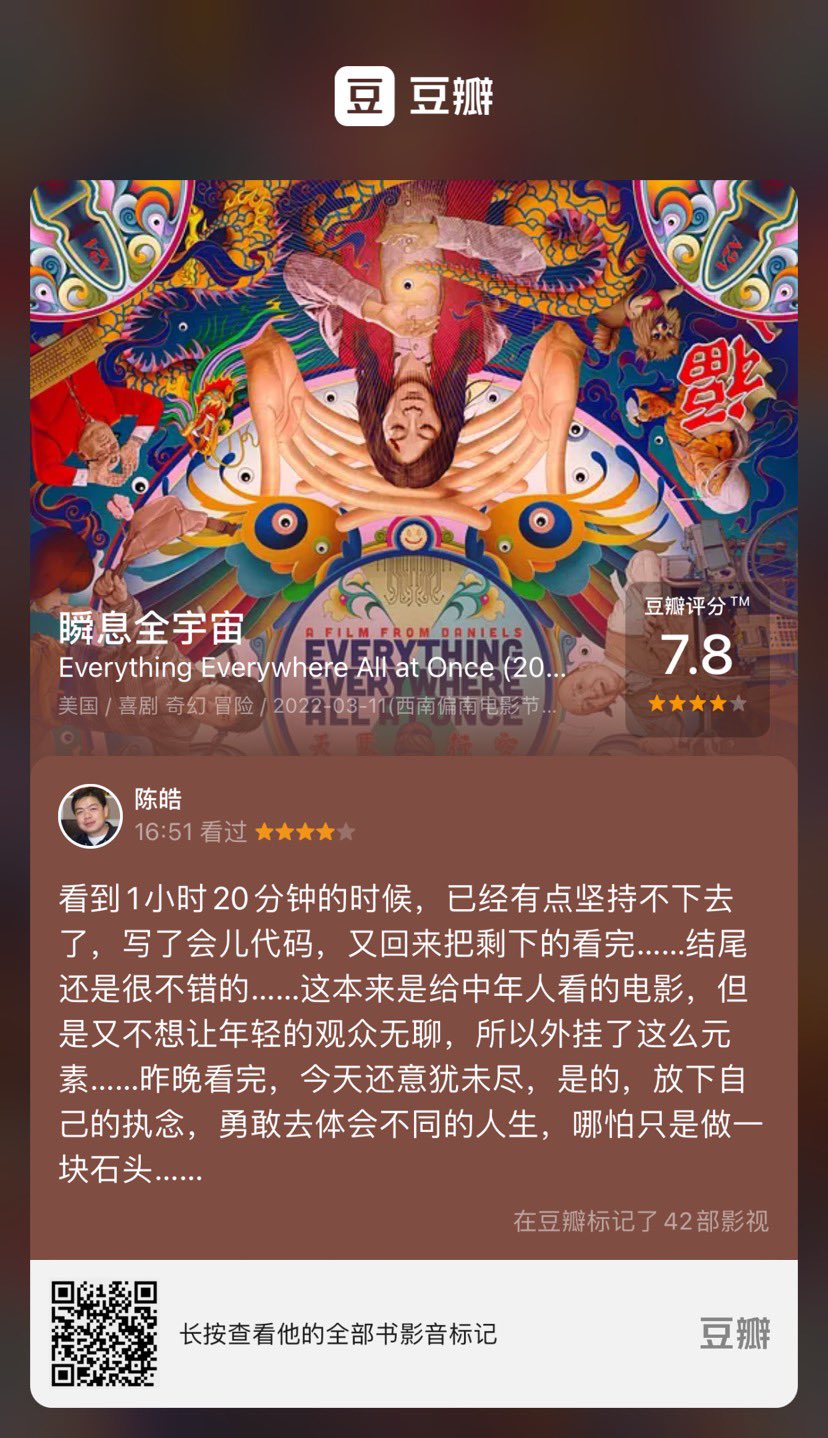 豆 豆瓣
A24
A24
福
瞬息全宇宙
Everything Everywhere All at Once (20...
美国 / 喜剧 奇幻 冒险 / 2022-03-11(西南偏南电影节...
豆瓣评分™
7.8
A FILM FROM DANIELS
EVERYTHING
EVERYWHERE
ALL AT ONCE
陈皓
16:51 看过
看到1小时20分钟的时候，已经有点坚持不下去
了，写了会儿代码，又回来把剩下的看完……结尾
还是很不错的……这本来是给中年人看的电影，但
是又不想让年轻的观众无聊，所以外挂了这么元
素……昨晚看完，今天还意犹未尽，是的，放下自
己的执念，勇敢去体会不同的人生，哪怕只是做一
块石头……
在豆瓣标记了42部影视
长按查看他的全部书影音标记
豆瓣